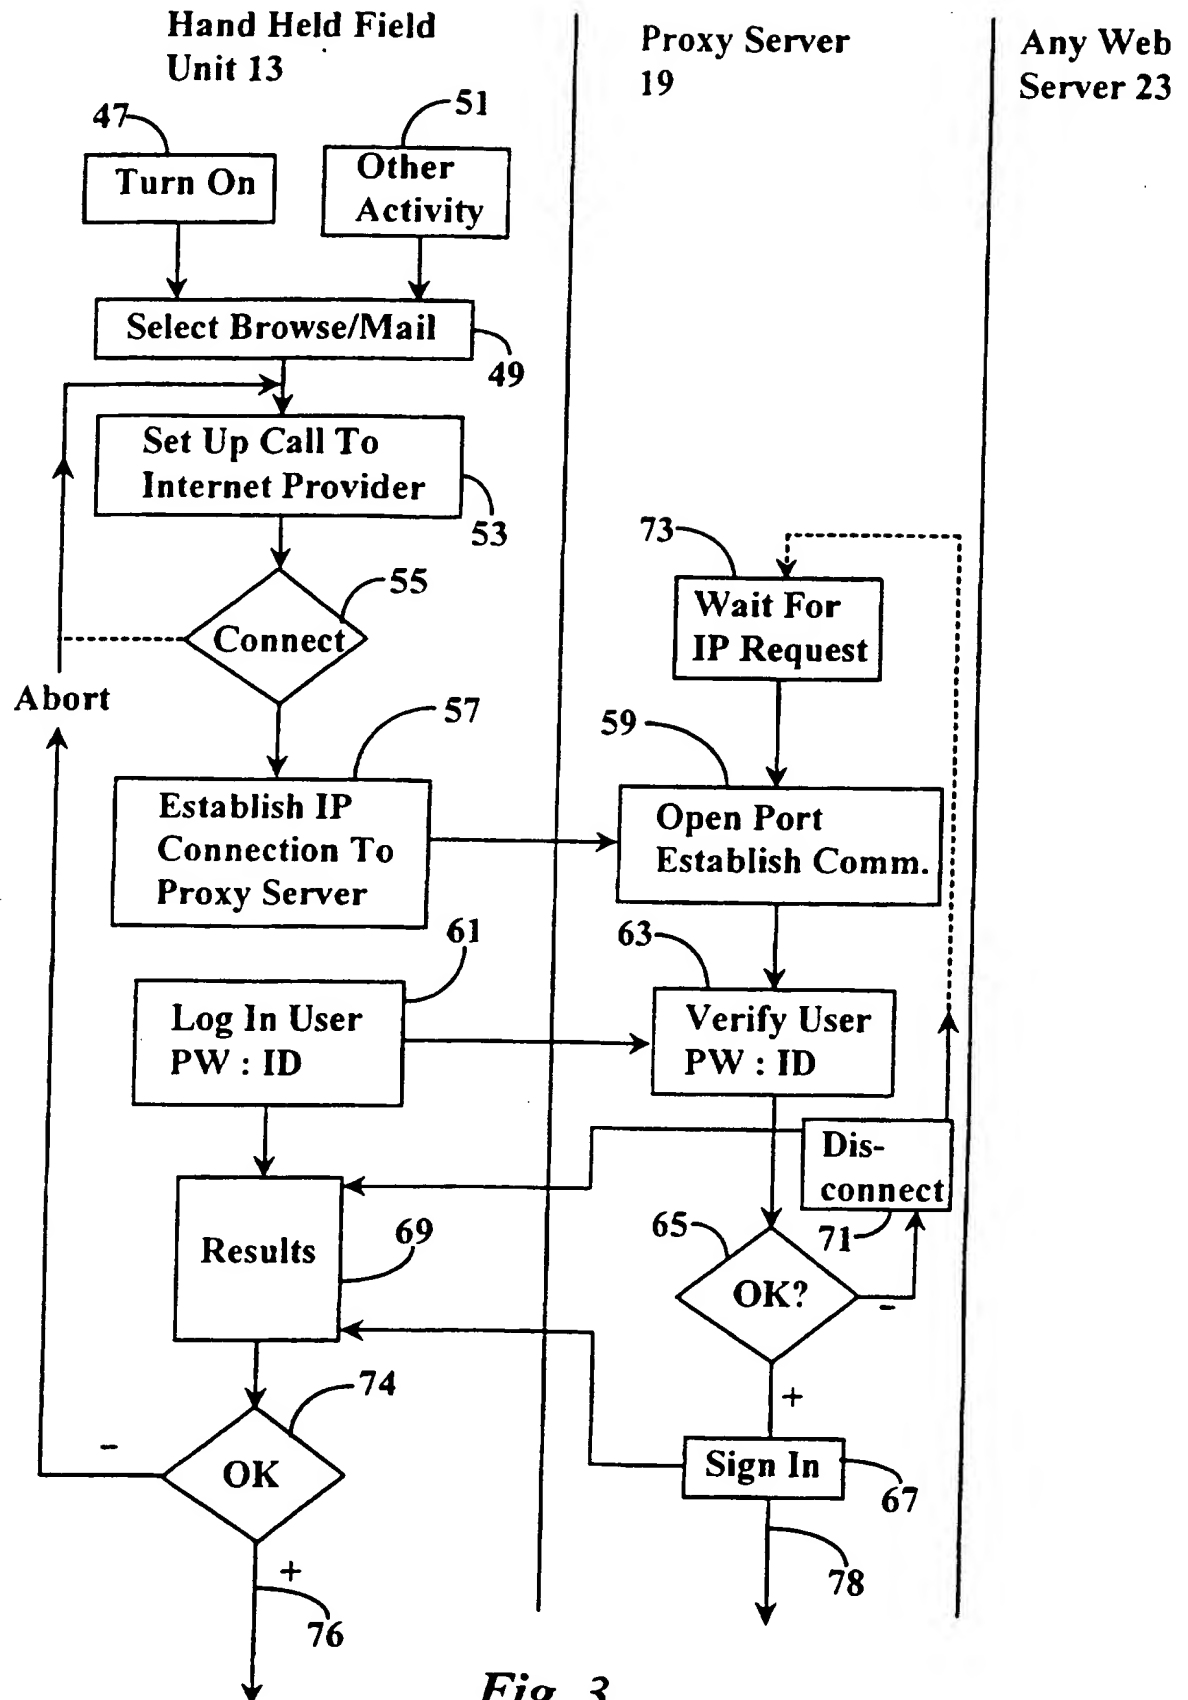 Hand Held Field
Unit 13
Proxy Server
19
Any Web
Server 23
47
51
Turn On
Other
Activity
Select Browse/Mail
49
Set Up Call To
Internet Provider
53
73
55
Wait For
IP Request
Connect
Abort
57
59
Establish IP
Connection To
Proxy Server
Open Port
Establish Comm.
61
63
Log In User
PW : ID
Verify User
PW : ID
Dis-
connect
71
Results
69
65
OK?
-
+
74
-
OK
Sign In
67
+
76
78
Fig. 3